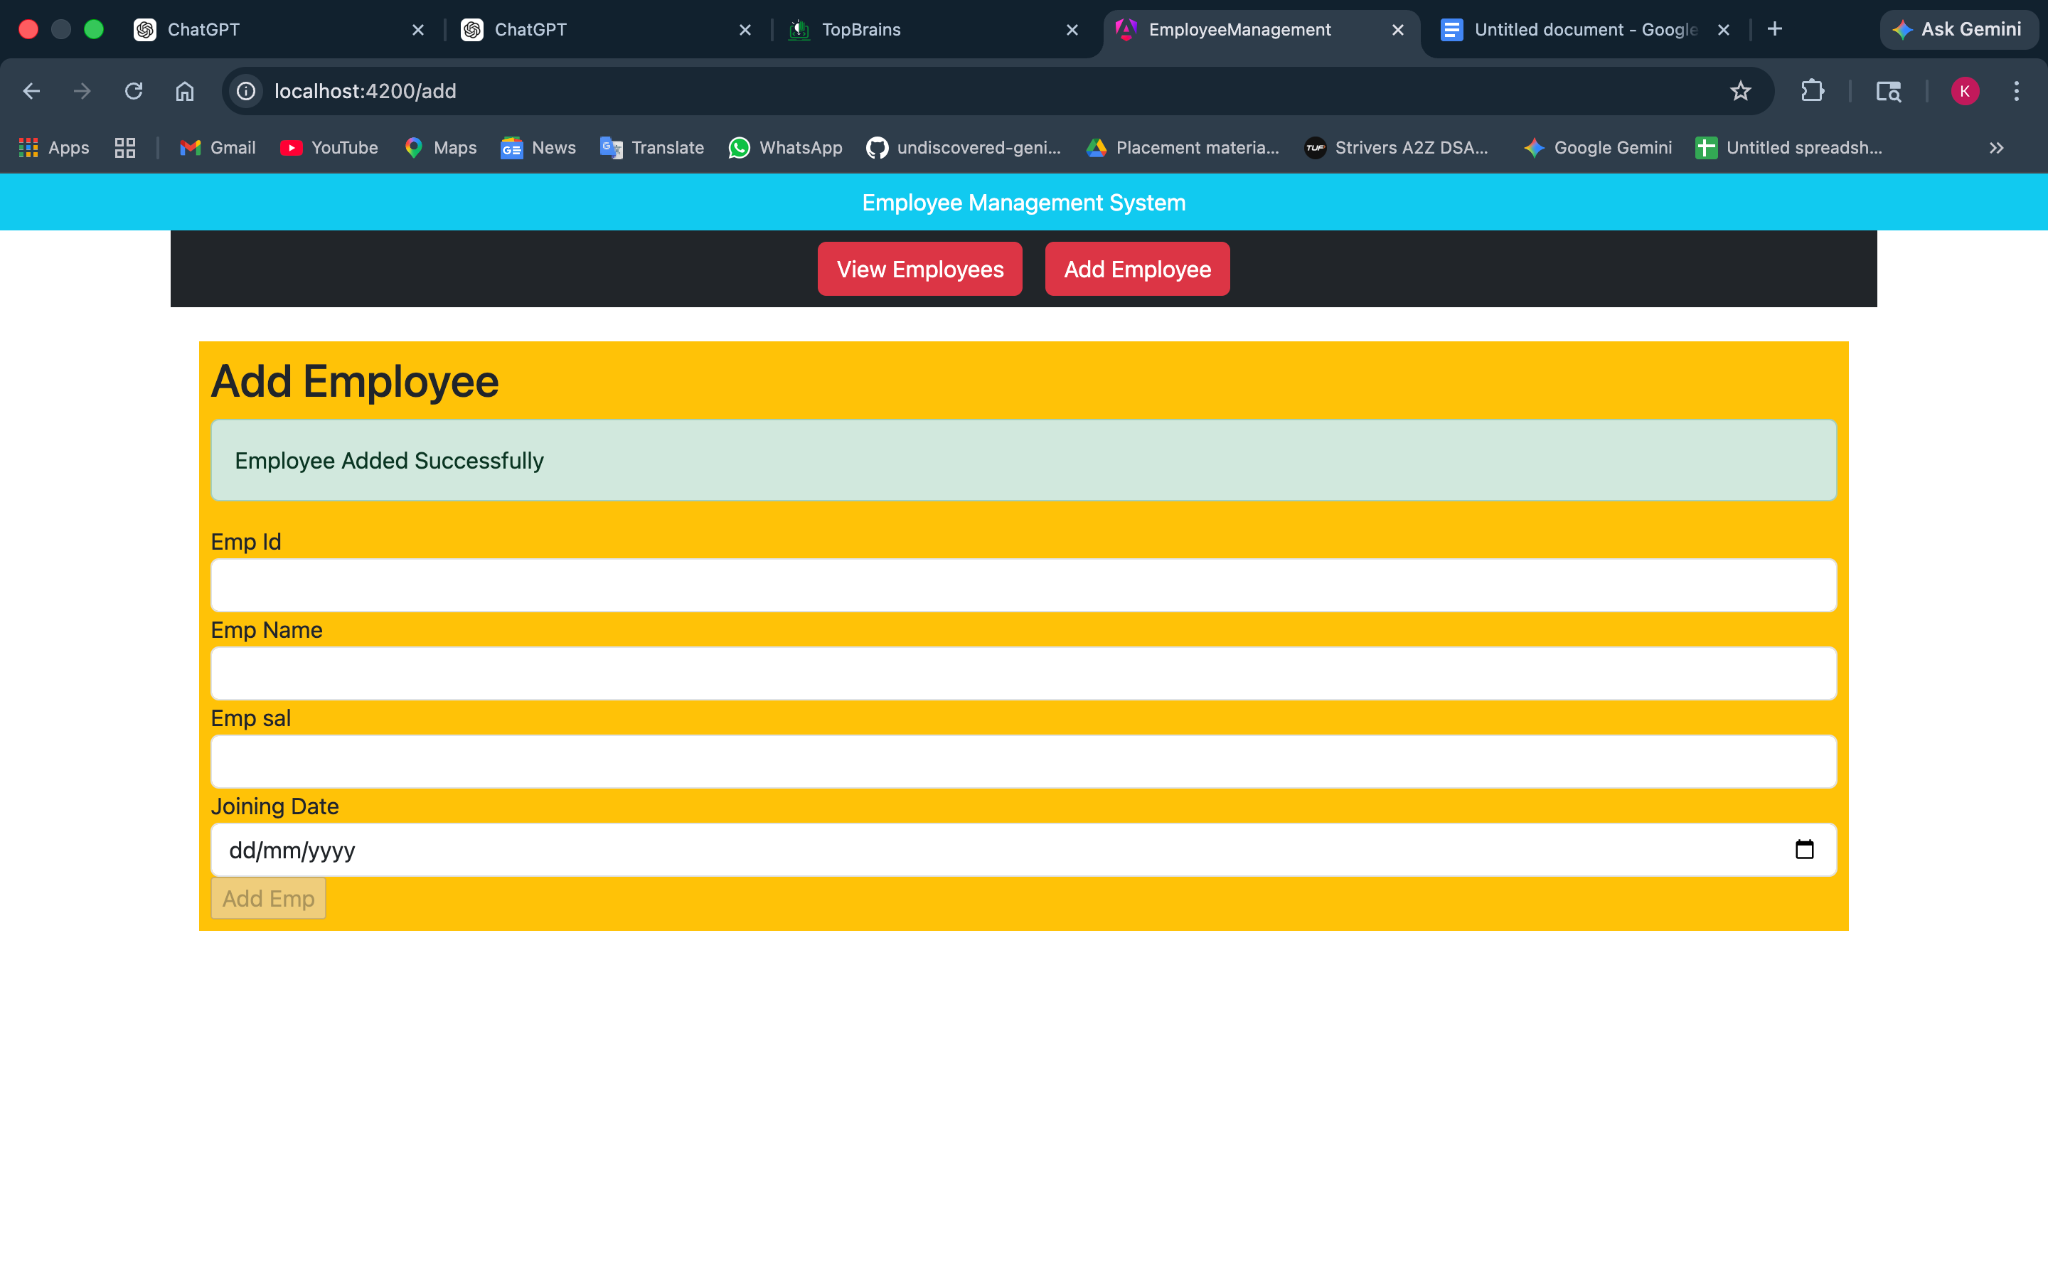 ChatGPT
ChatGPT
TopBrains
EmployeeManagement
Untitled document - Google
Ask Gemini
localhost:4200/add
K
Apps
Gmail
YouTube
Maps
News
Translate
WhatsApp
undiscovered-geni...
Placement materia...
Strivers A2Z DSA...
Google Gemini
Untitled spreadsh...
Employee Management System
View Employees
Add Employee
Add Employee
Employee Added Successfully
Emp Id
Emp Name
Emp sal
Joining Date
dd/mm/yyyy
Add Emp